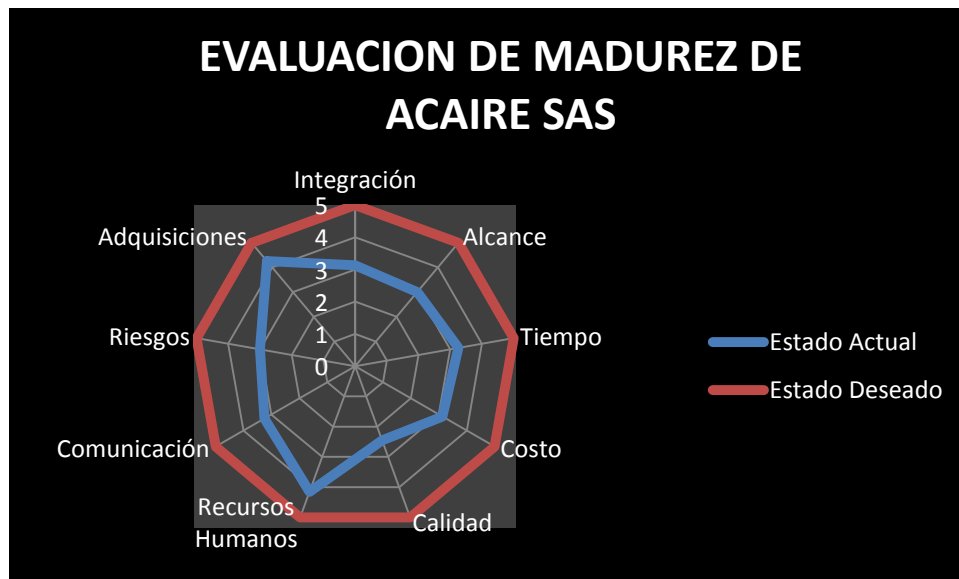 EVALUACION DE MADUREZ DE
ACAIRE SAS
Integración
5
4
3
2
1
0
Alcance
Tiempo
Costo
Calidad
Recursos
Humanos
Comunicación
Riesgos
Adquisiciones
Estado Actual
Estado Deseado